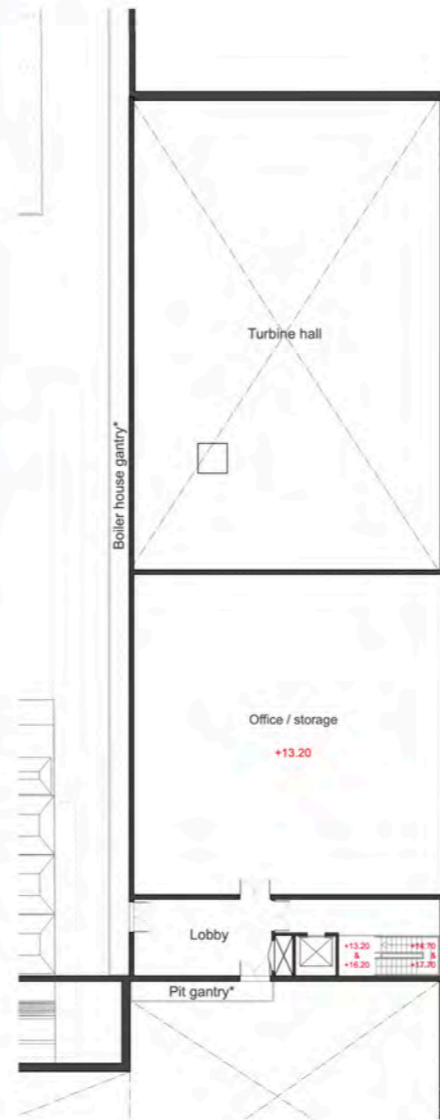 Turbine hall
Boiler house gantry*
Office / storage
+13.20
Lobby
+13.20
&
+16.20
+14.70
&
+17.70
Pit gantry*